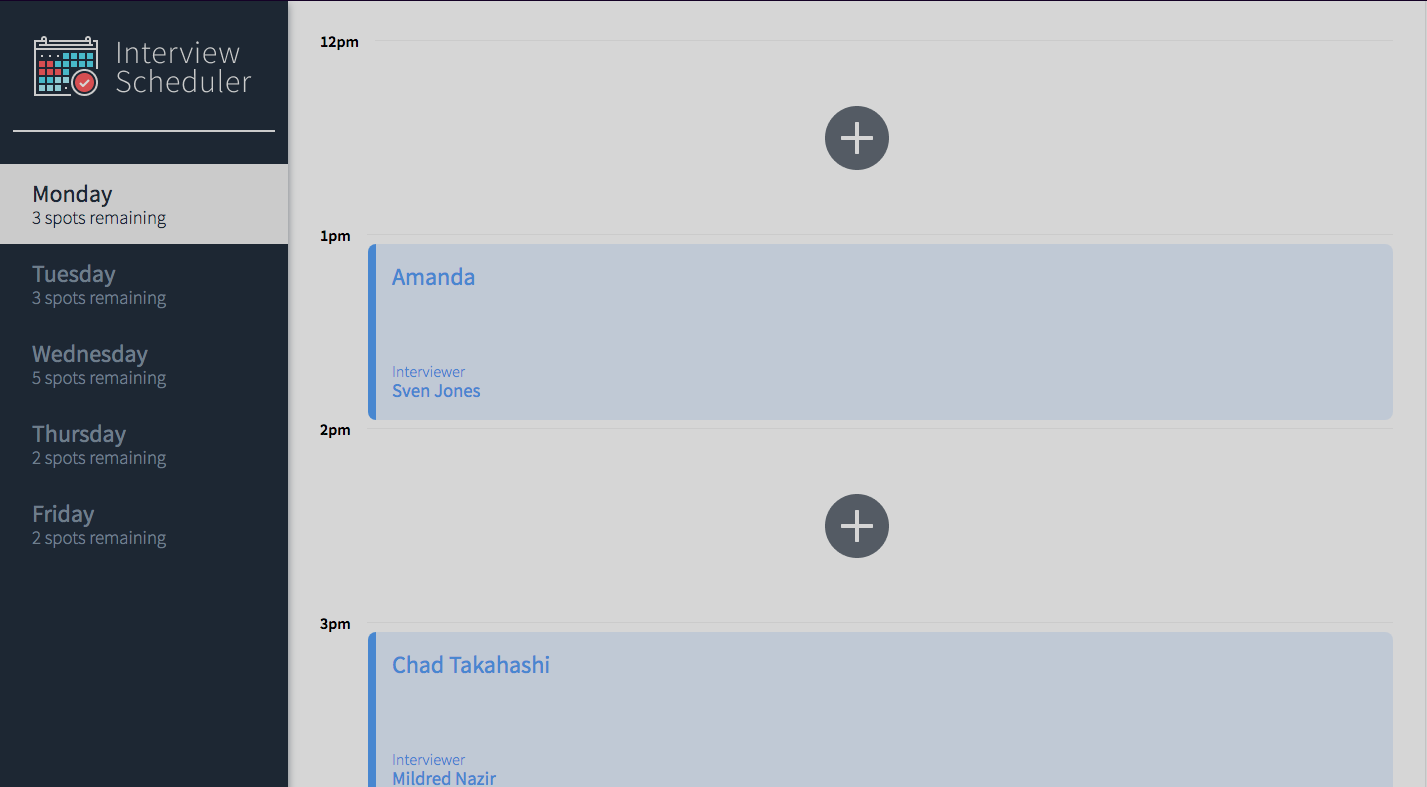 Interview
Scheduler
Monday
3 spots remaining
Tuesday
3 spots remaining
Wednesday
5 spots remaining
Thursday
2 spots remaining
Friday
2 spots remaining
12pm
1pm
Amanda
Interviewer
Sven Jones
2pm
3pm
Chad Takahashi
Interviewer
Mildred Nazir